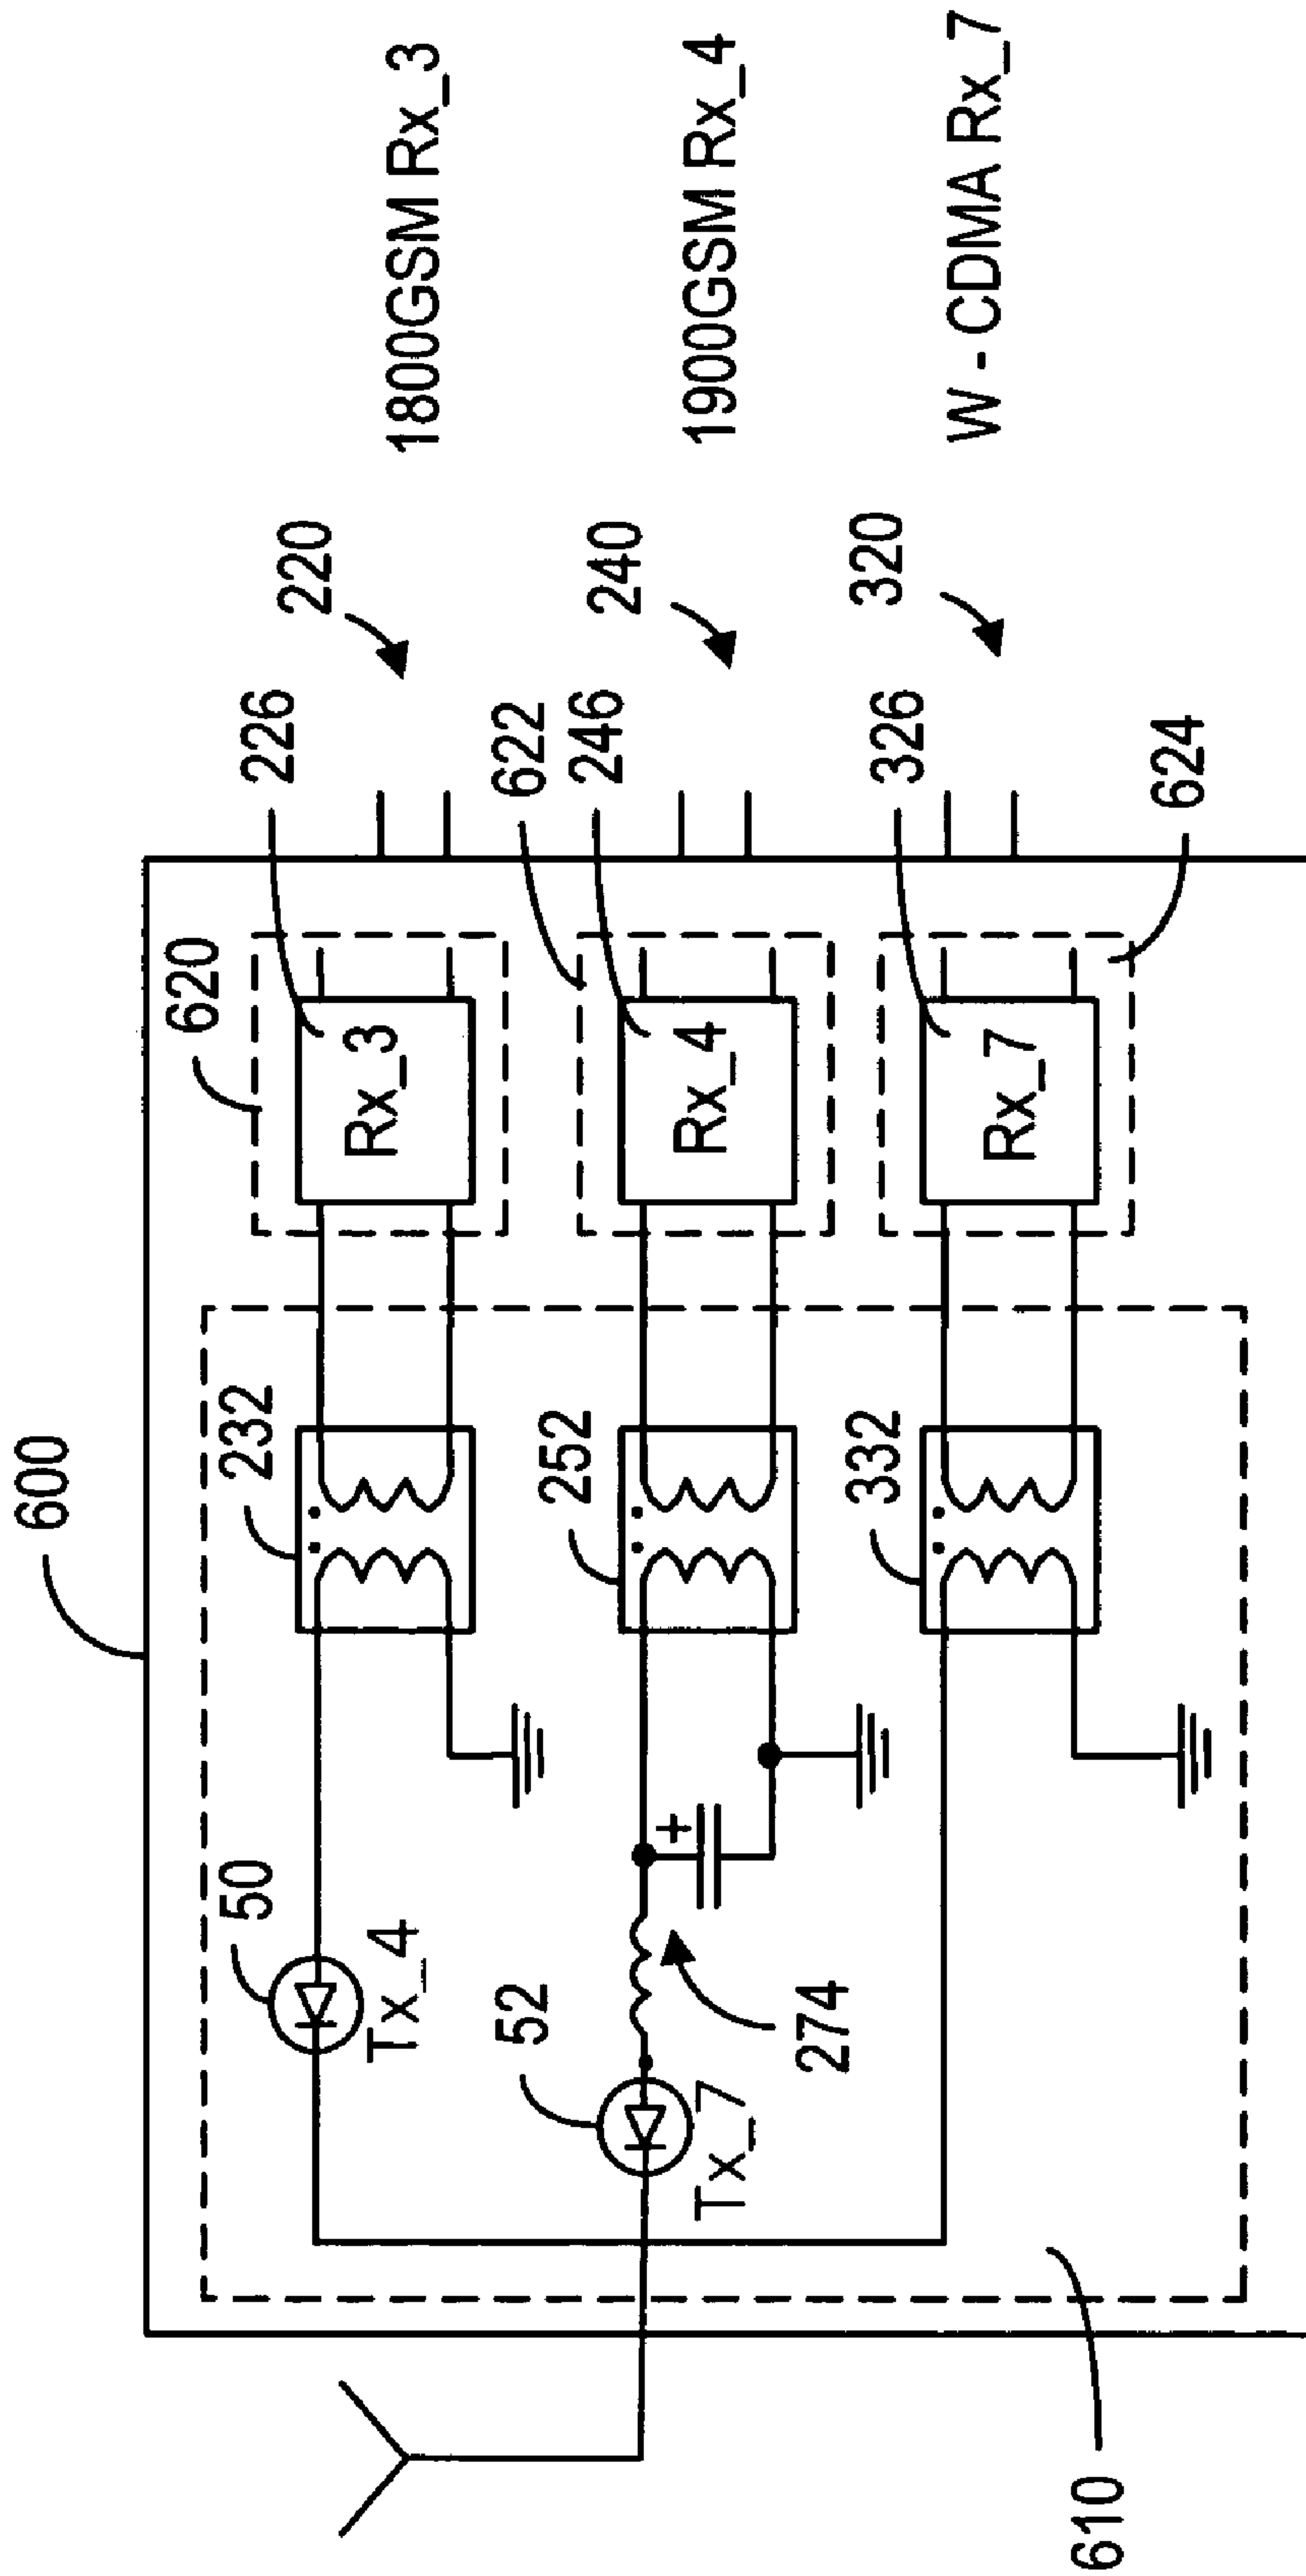 600
610
620
232
226
220
1800GSM Rx_3
50
Tx_4
Rx_3
622
252
246
240
1900GSM Rx_4
52
Tx_7
+
274
Rx_4
332
326
320
W - CDMA Rx_7
Rx_7
624